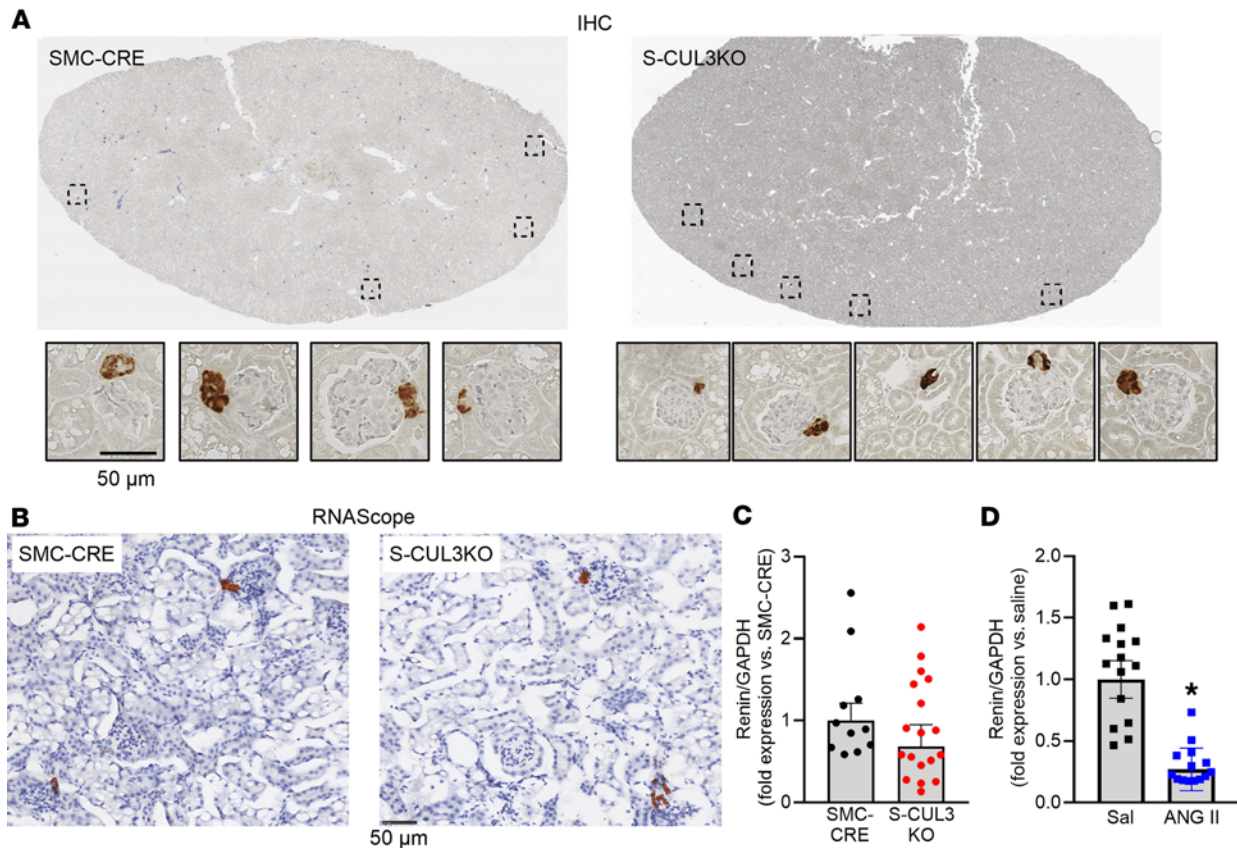 A
IHC
SMC-CRE
S-CUL3KO
50 µm
B
RNAScope
SMC-CRE
S-CUL3KO
50 µm
C
Renin/GAPDH
(fold expression vs. SMC-CRE)
3
2
1
0
SMC-
CRE
S-CUL3
KO
D
Renin/GAPDH
(fold expression vs. saline)
2.0
1.5
1.0
0.5
0.0
*
Sal
ANG II